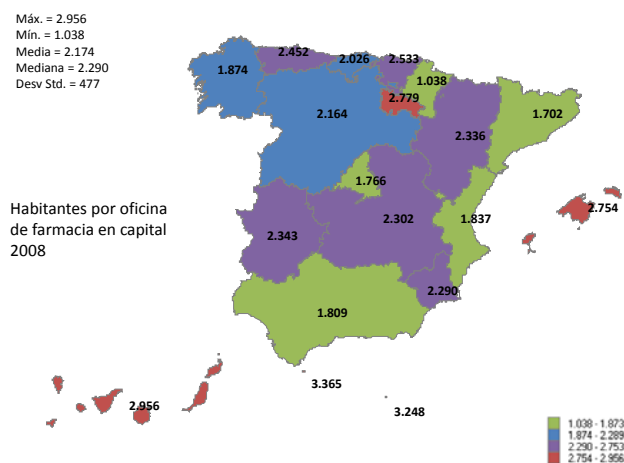 Máx. = 2.956
Mín. = 1.038
Media = 2.174
Mediana = 2.290
Desv Std. = 477
2.452
2.026
2.533
1.874
1.038
2.779
2.164
1.702
2.336
1.766
Habitantes por oficina
de farmacia en capital
2008
2.754
1.837
2.302
2.343
2.290
1.809
3.365
2.956
3.248
1.038 - 1.873
1.874 - 2.289
2.290 - 2.753
2.754 - 2.956